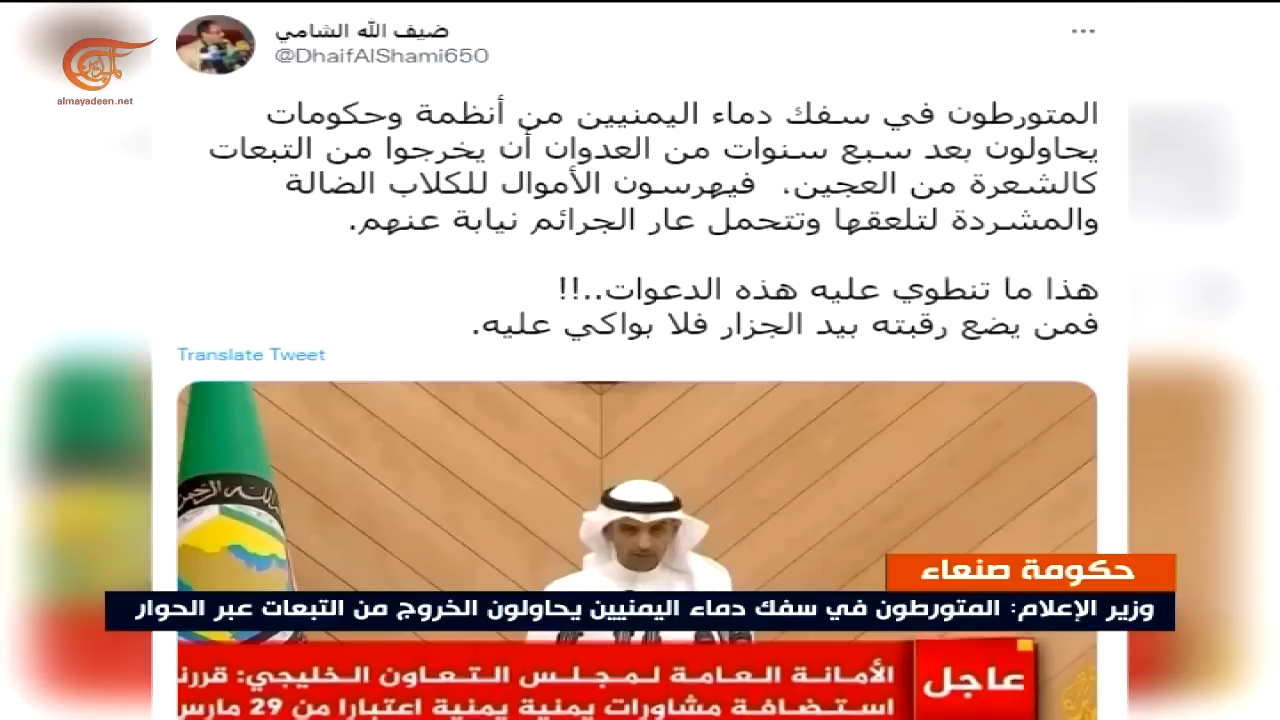 ضيف الله الشامي
@DhaifAlShami650
almayadeen.net
المتورطون في سفك دماء اليمنيين من أنظمة وحكومات
يحاولون بعد سبع سنوات من العدوان أن يخرجوا من التبعات
كالشعرة من العجين، فيهرسون الأموال للكلاب الضالة
والمشردة لتلعقها وتتحمل عار الجرائم نيابة عنهم.
هذا ما تنطوي عليه هذه الدعوات..!!
فمن يضع رقبته بيد الجزار فلا بواكي عليه.
Translate Tweet
حكومة صنعاء
وزير الإعلام: المتورطون في سفك دماء اليمنيين يحاولون الخروج من التبعات عبر الحوار
عاجل
الأمانة العامة لمجلس التعاون الخليجي: قررنا
استضافة مشاورات يمنية يمنية اعتبارا من 29 مارس